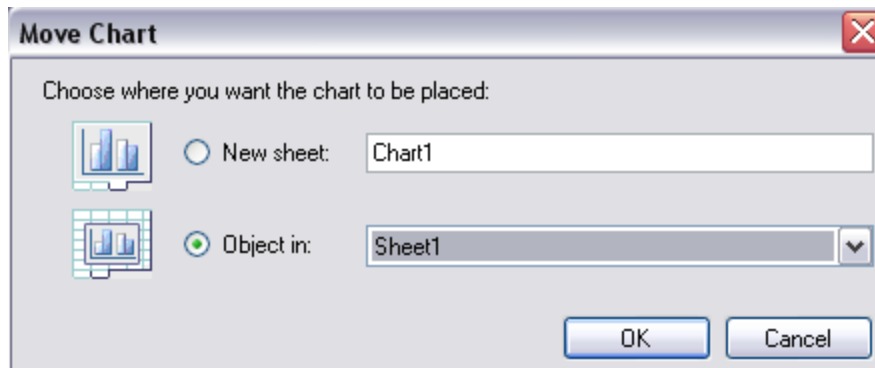 Move Chart
Choose where you want the chart to be placed:
New sheet: Chart1
Object in: Sheet1
OK Cancel